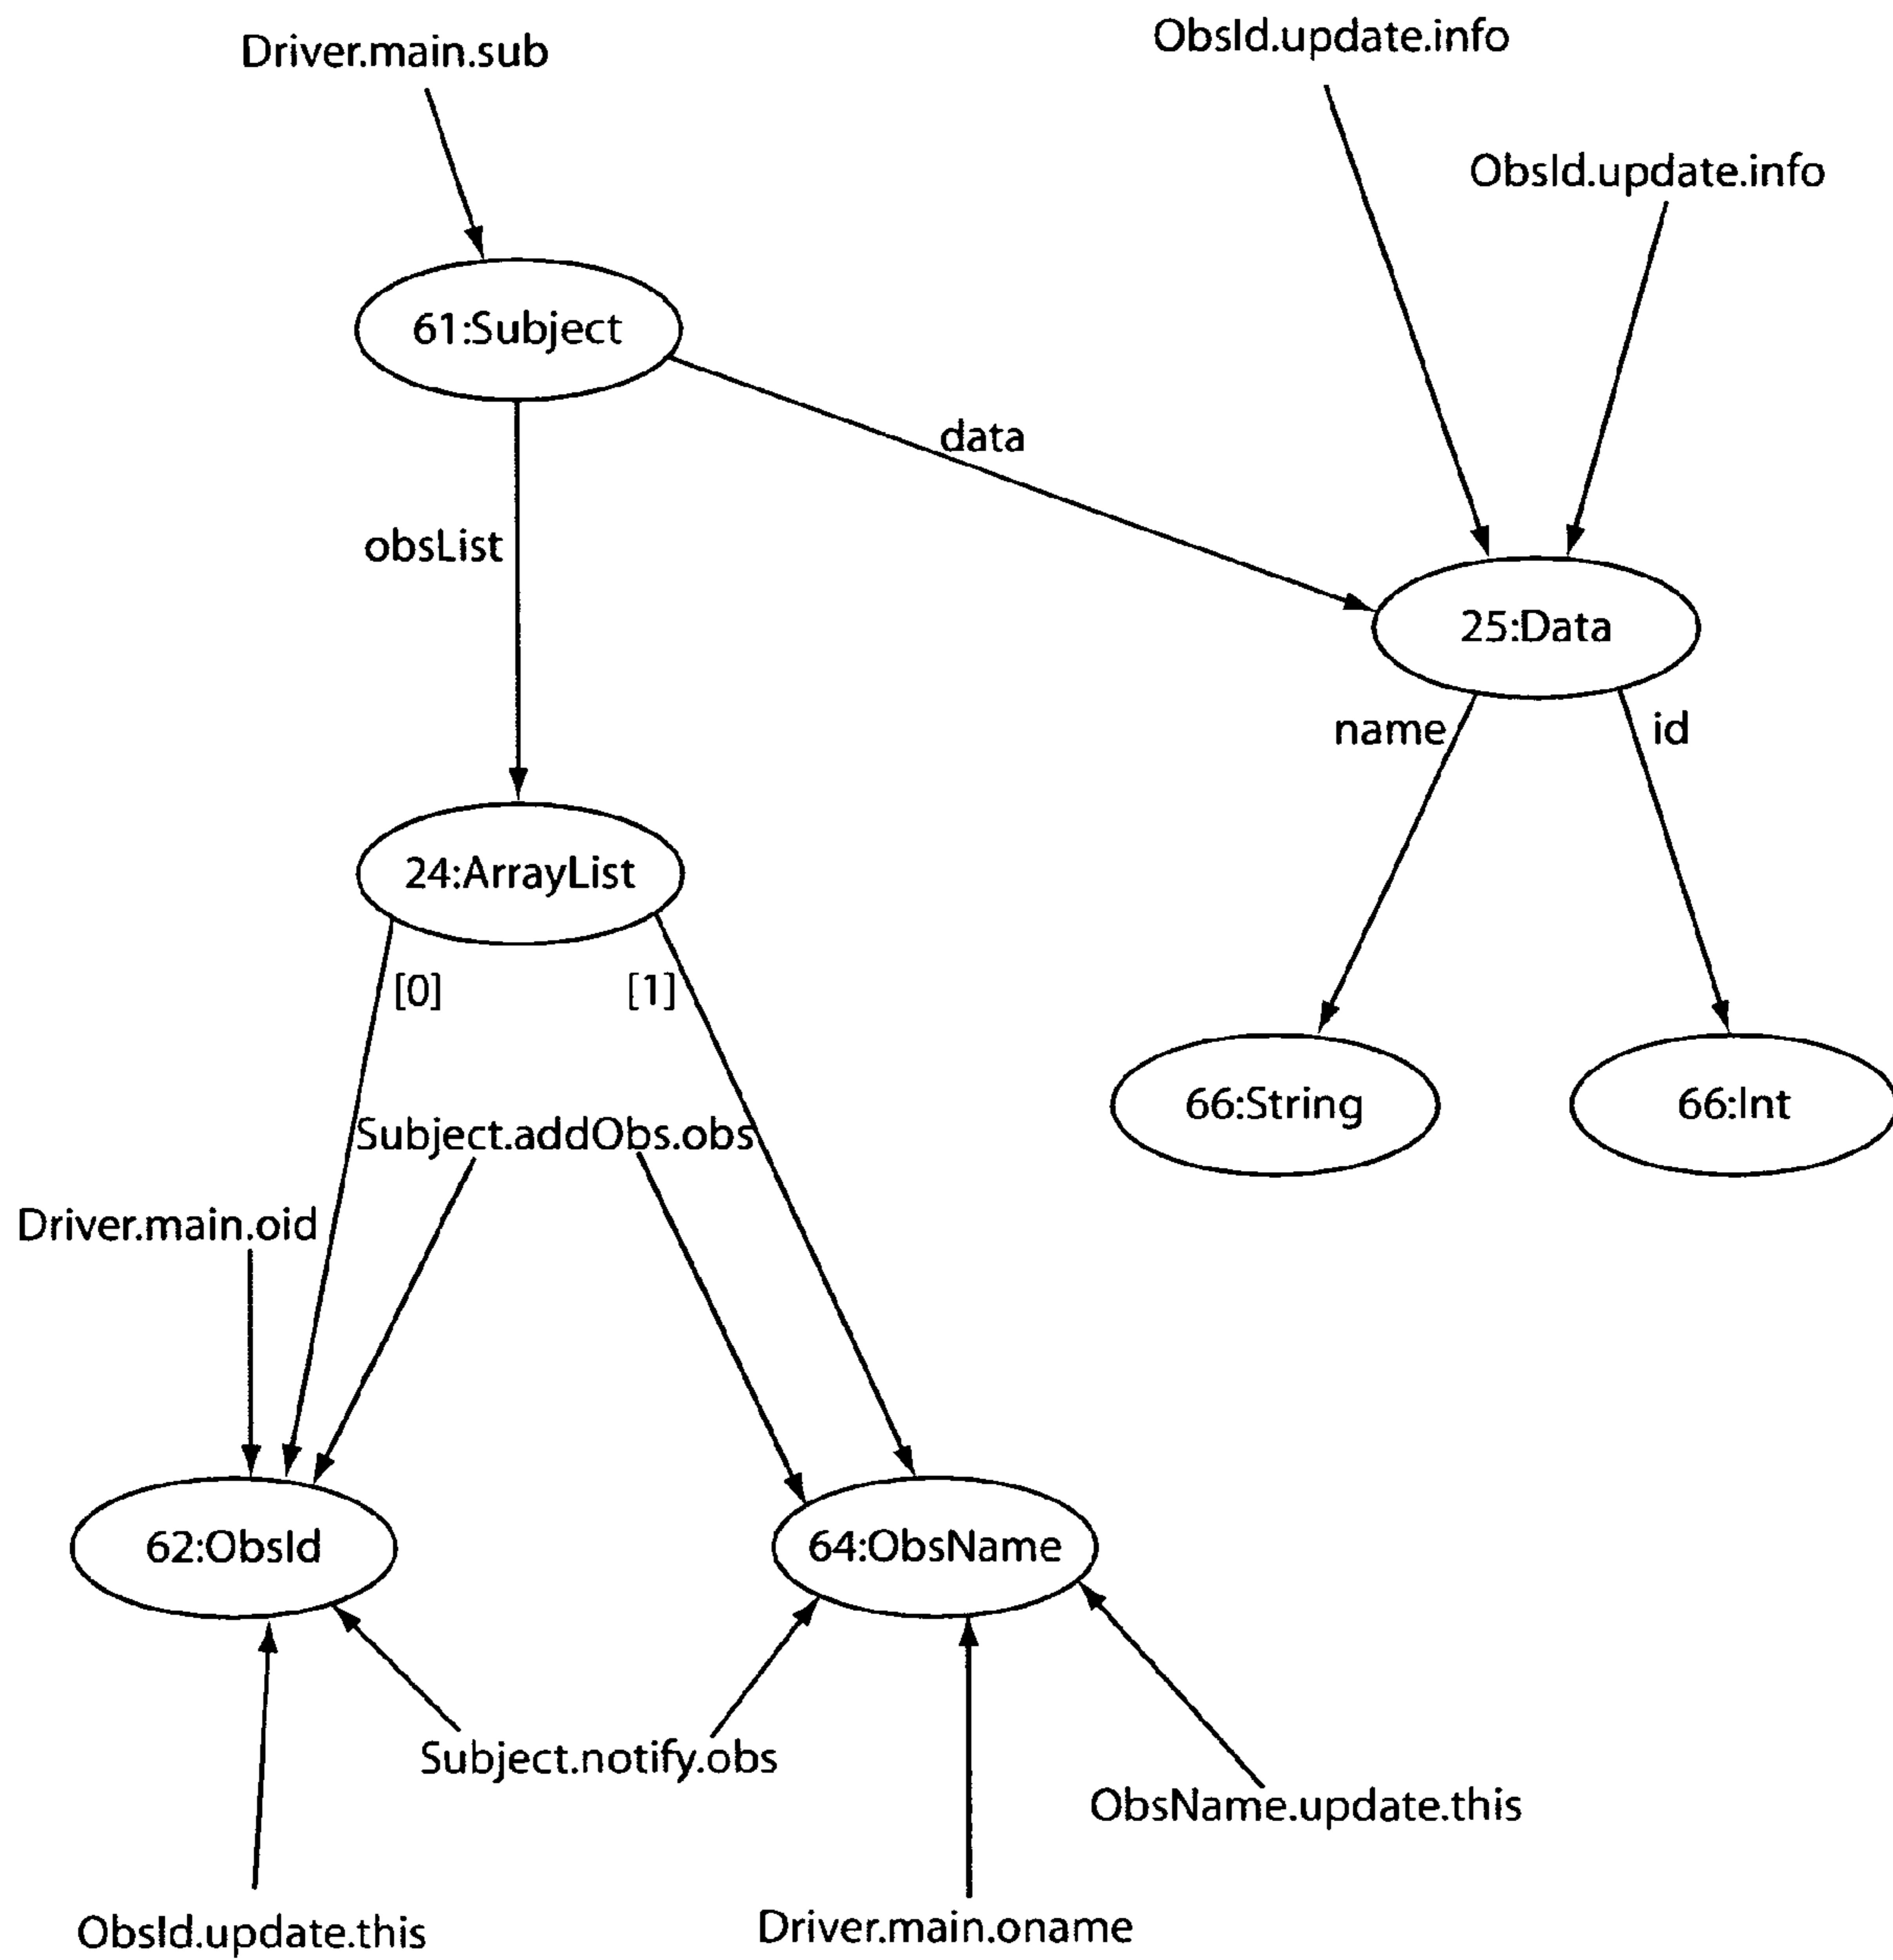 Driver.main.sub
ObsId.update.info
ObsId.update.info
61:Subject
data
obsList
25:Data
name
id
24:ArrayList
[0]
[1]
66:String
66:Int
Subject.addObs.obs
Driver.main.oid
62:ObsId
64:ObsName
Subject.notify.obs
ObsName.update.this
ObsId.update.this
Driver.main.oname